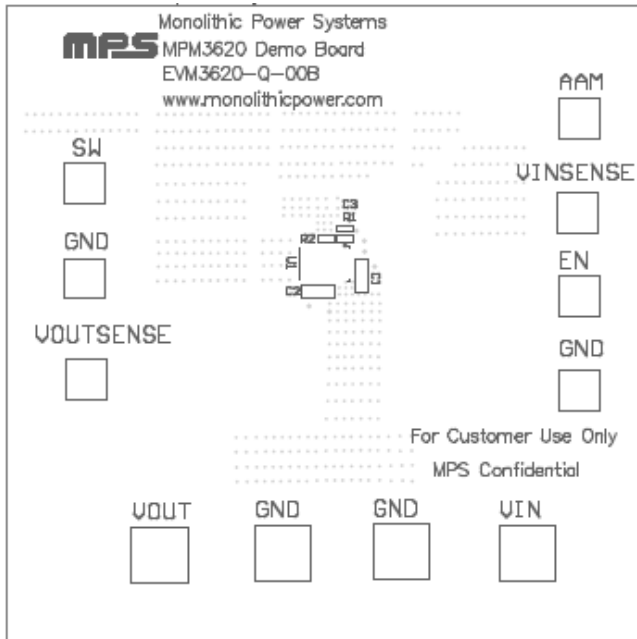 Monolithic Power Systems
mps MPM3620 Demo Board
EVM3620-Q-00B
www.monolithicpower.com
AAM
SW
VINSENSE
C3
R1
GND
R2
EN
U1
C1
C2
VOUTSENSE
GND
For Customer Use Only
MPS Confidential
VOUT GND GND VIN